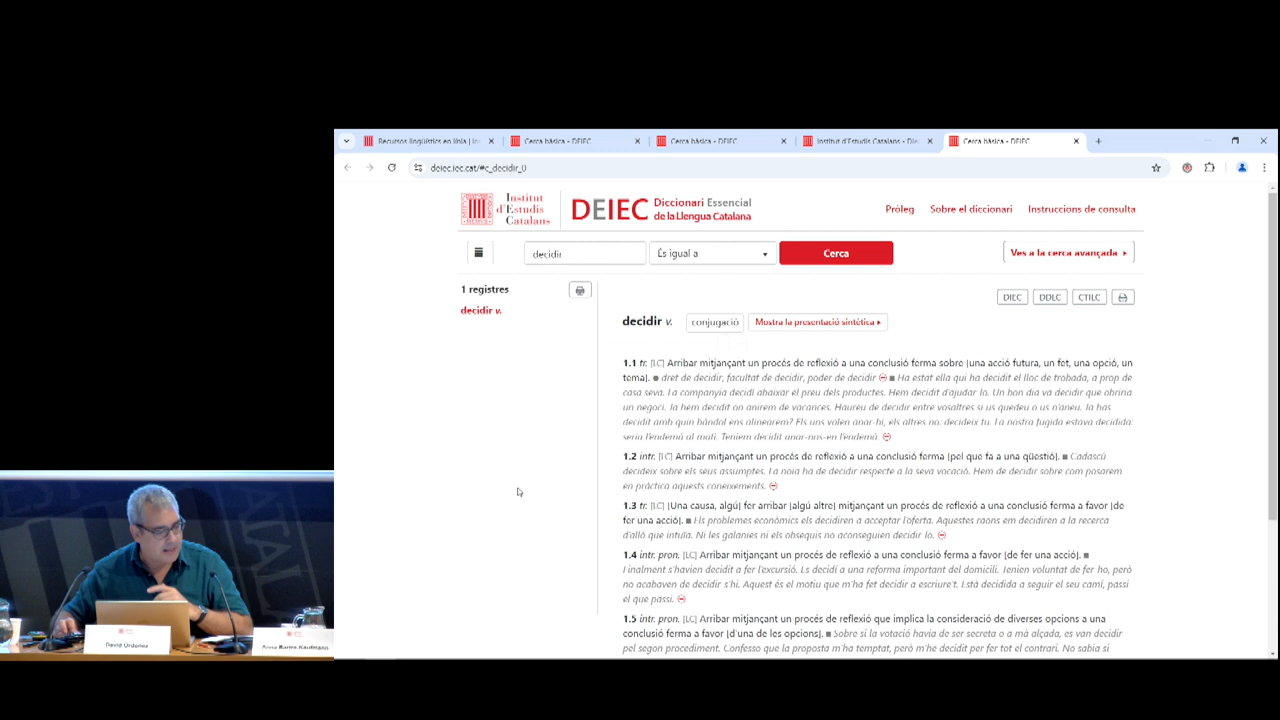 Recursos lingüístics en línia | In
Cerca bàsica - DEIEC
Cerca bàsica - DEIEC
Institut d'Estudis Catalans - Die
Cerca bàsica - DEIEC
deiec.iec.cat/#c_decidir_0
Institut
d'Estudis
Catalans
DEIEC
Diccionari Essencial
de la Llengua Catalana
Pròleg
Sobre el diccionari
Instruccions de consulta
decidir
És igual a
Cerca
Ves a la cerca avançada
1 registres
decidir v.
DIEC
DDLC
CTILC
decidir v.
conjugació
Mostra la presentació sintètica
1.1 tr. [LC] Arribar mitjançant un procés de reflexió a una conclusió ferma sobre [una acció futura, un fet, una opció, un
tema]. ● dret de decidir, facultat de decidir, poder de decidir ■ Ha estat ella qui ha decidit el lloc de trobada, a prop de
casa seva. La companyia decidí abaixar el preu dels productes. Hem decidit d'ajudar-lo. Un bon dia va decidir que obriria
un negoci. Ja hem decidit on anirem de vacances. Haureu de decidir entre vosaltres si us quedeu o us n'aneu. Ja has
decidit amb quin bàndol ens alinearem? Els uns volen anar-hi, els altres no: decideix tu. La nostra fugida estava decidida:
seria l'endemà al matí. Teníem decidit anar-nos-en l'endemà.
1.2 intr. [LC] Arribar mitjançant un procés de reflexió a una conclusió ferma [pel que fa a una qüestió]. ■ Cadascú
decideix sobre els seus assumptes. La noia ha de decidir respecte a la seva vocació. Hem de decidir sobre com posarem
en pràctica aquests coneixements.
1.3 tr. [LC] [Una causa, algú] fer arribar [algú altre] mitjançant un procés de reflexió a una conclusió ferma a favor [de
fer una acció]. ■ Els problemes econòmics els decidiren a acceptar l'oferta. Aquestes raons em decidiren a la recerca
d'allò que intuïa. Ni les galanies ni els obsequis no aconseguien decidir-lo.
1.4 intr. pron. [LC] Arribar mitjançant un procés de reflexió a una conclusió ferma a favor [de fer una acció]. ■
Finalment s'havien decidit a fer l'excursió. Es decidí a una reforma important del domicili. Tenien voluntat de fer-ho, però
no acabaven de decidir-s'hi. Aquest és el motiu que m'ha fet decidir a escriure't. Està decidida a seguir el seu camí, passi
el que passi.
1.5 intr. pron. [LC] Arribar mitjançant un procés de reflexió que implica la consideració de diverses opcions a una
conclusió ferma a favor [d'una de les opcions]. ■ Sobre si la votació havia de ser secreta o a mà alçada, es van decidir
pel segon procediment. Confesso que la proposta m'ha temptat, però m'he decidit per fer tot el contrari. No sabia si
David Ordóñez
Anna Bartra Kaufmann